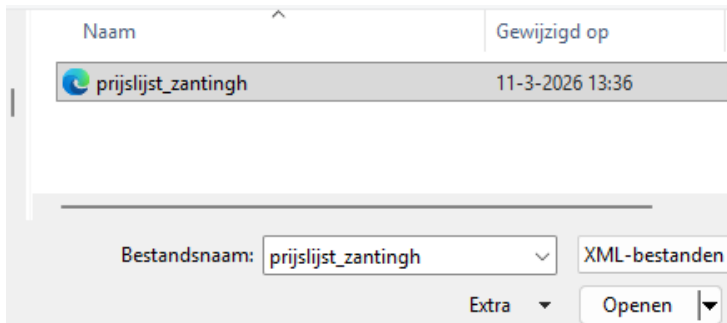 Naam Gewijzigd op
prijslijst_zantingh 11-3-2026 13:36
Bestandsnaam: prijslijst_zantingh XML-bestanden
Extra Openen